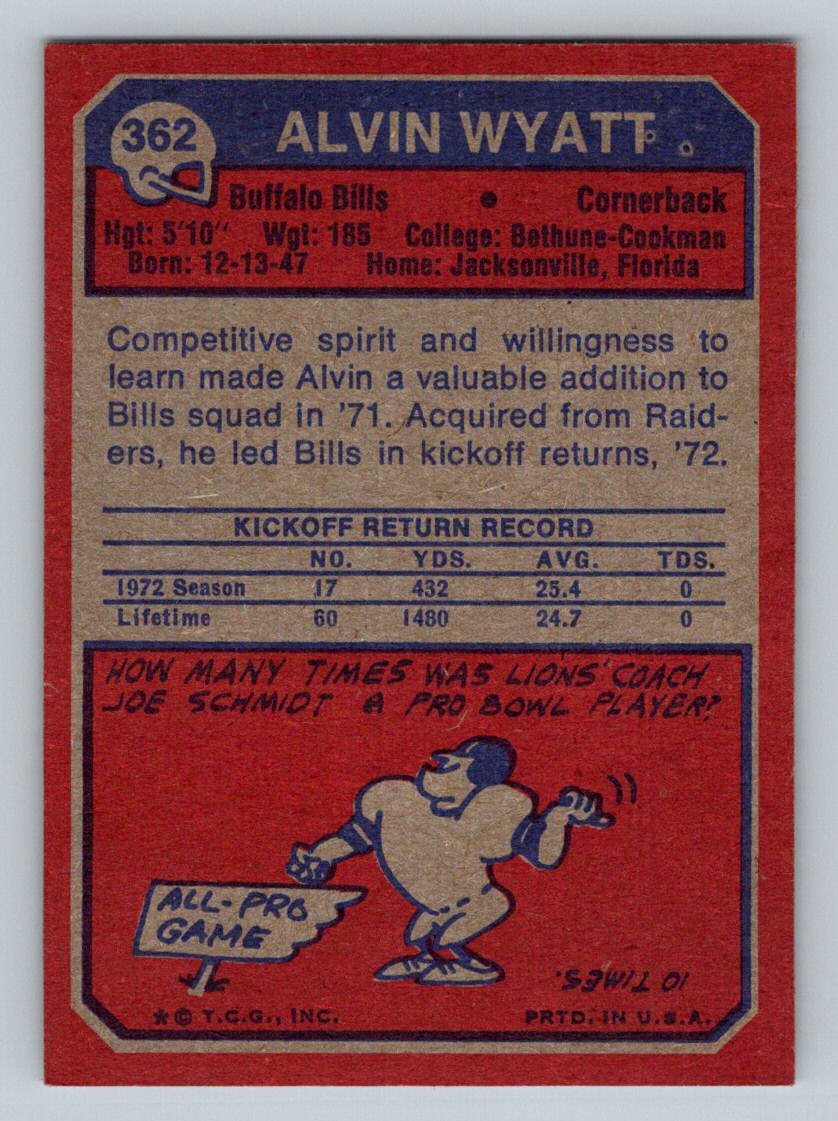 362
ALVIN WYATT
Buffalo Bills • Cornerback
Hgt: 5'10" Wgt: 185 College: Bethune-Cookman
Born: 12-13-47 Home: Jacksonville, Florida
Competitive spirit and willingness to
learn made Alvin a valuable addition to
Bills squad in '71. Acquired from Raid-
ers, he led Bills in kickoff returns, '72.
KICKOFF RETURN RECORD
NO. YDS. AVG. TDS.
1972 Season 17 432 25.4 0
Lifetime 60 1480 24.7 0
HOW MANY TIMES WAS LIONS' COACH
JOE SCHMIDT A PRO BOWL PLAYER?
ALL-PRO
GAME
10 TIMES.
*© T.C.G., INC. PRTD. IN U.S.A.